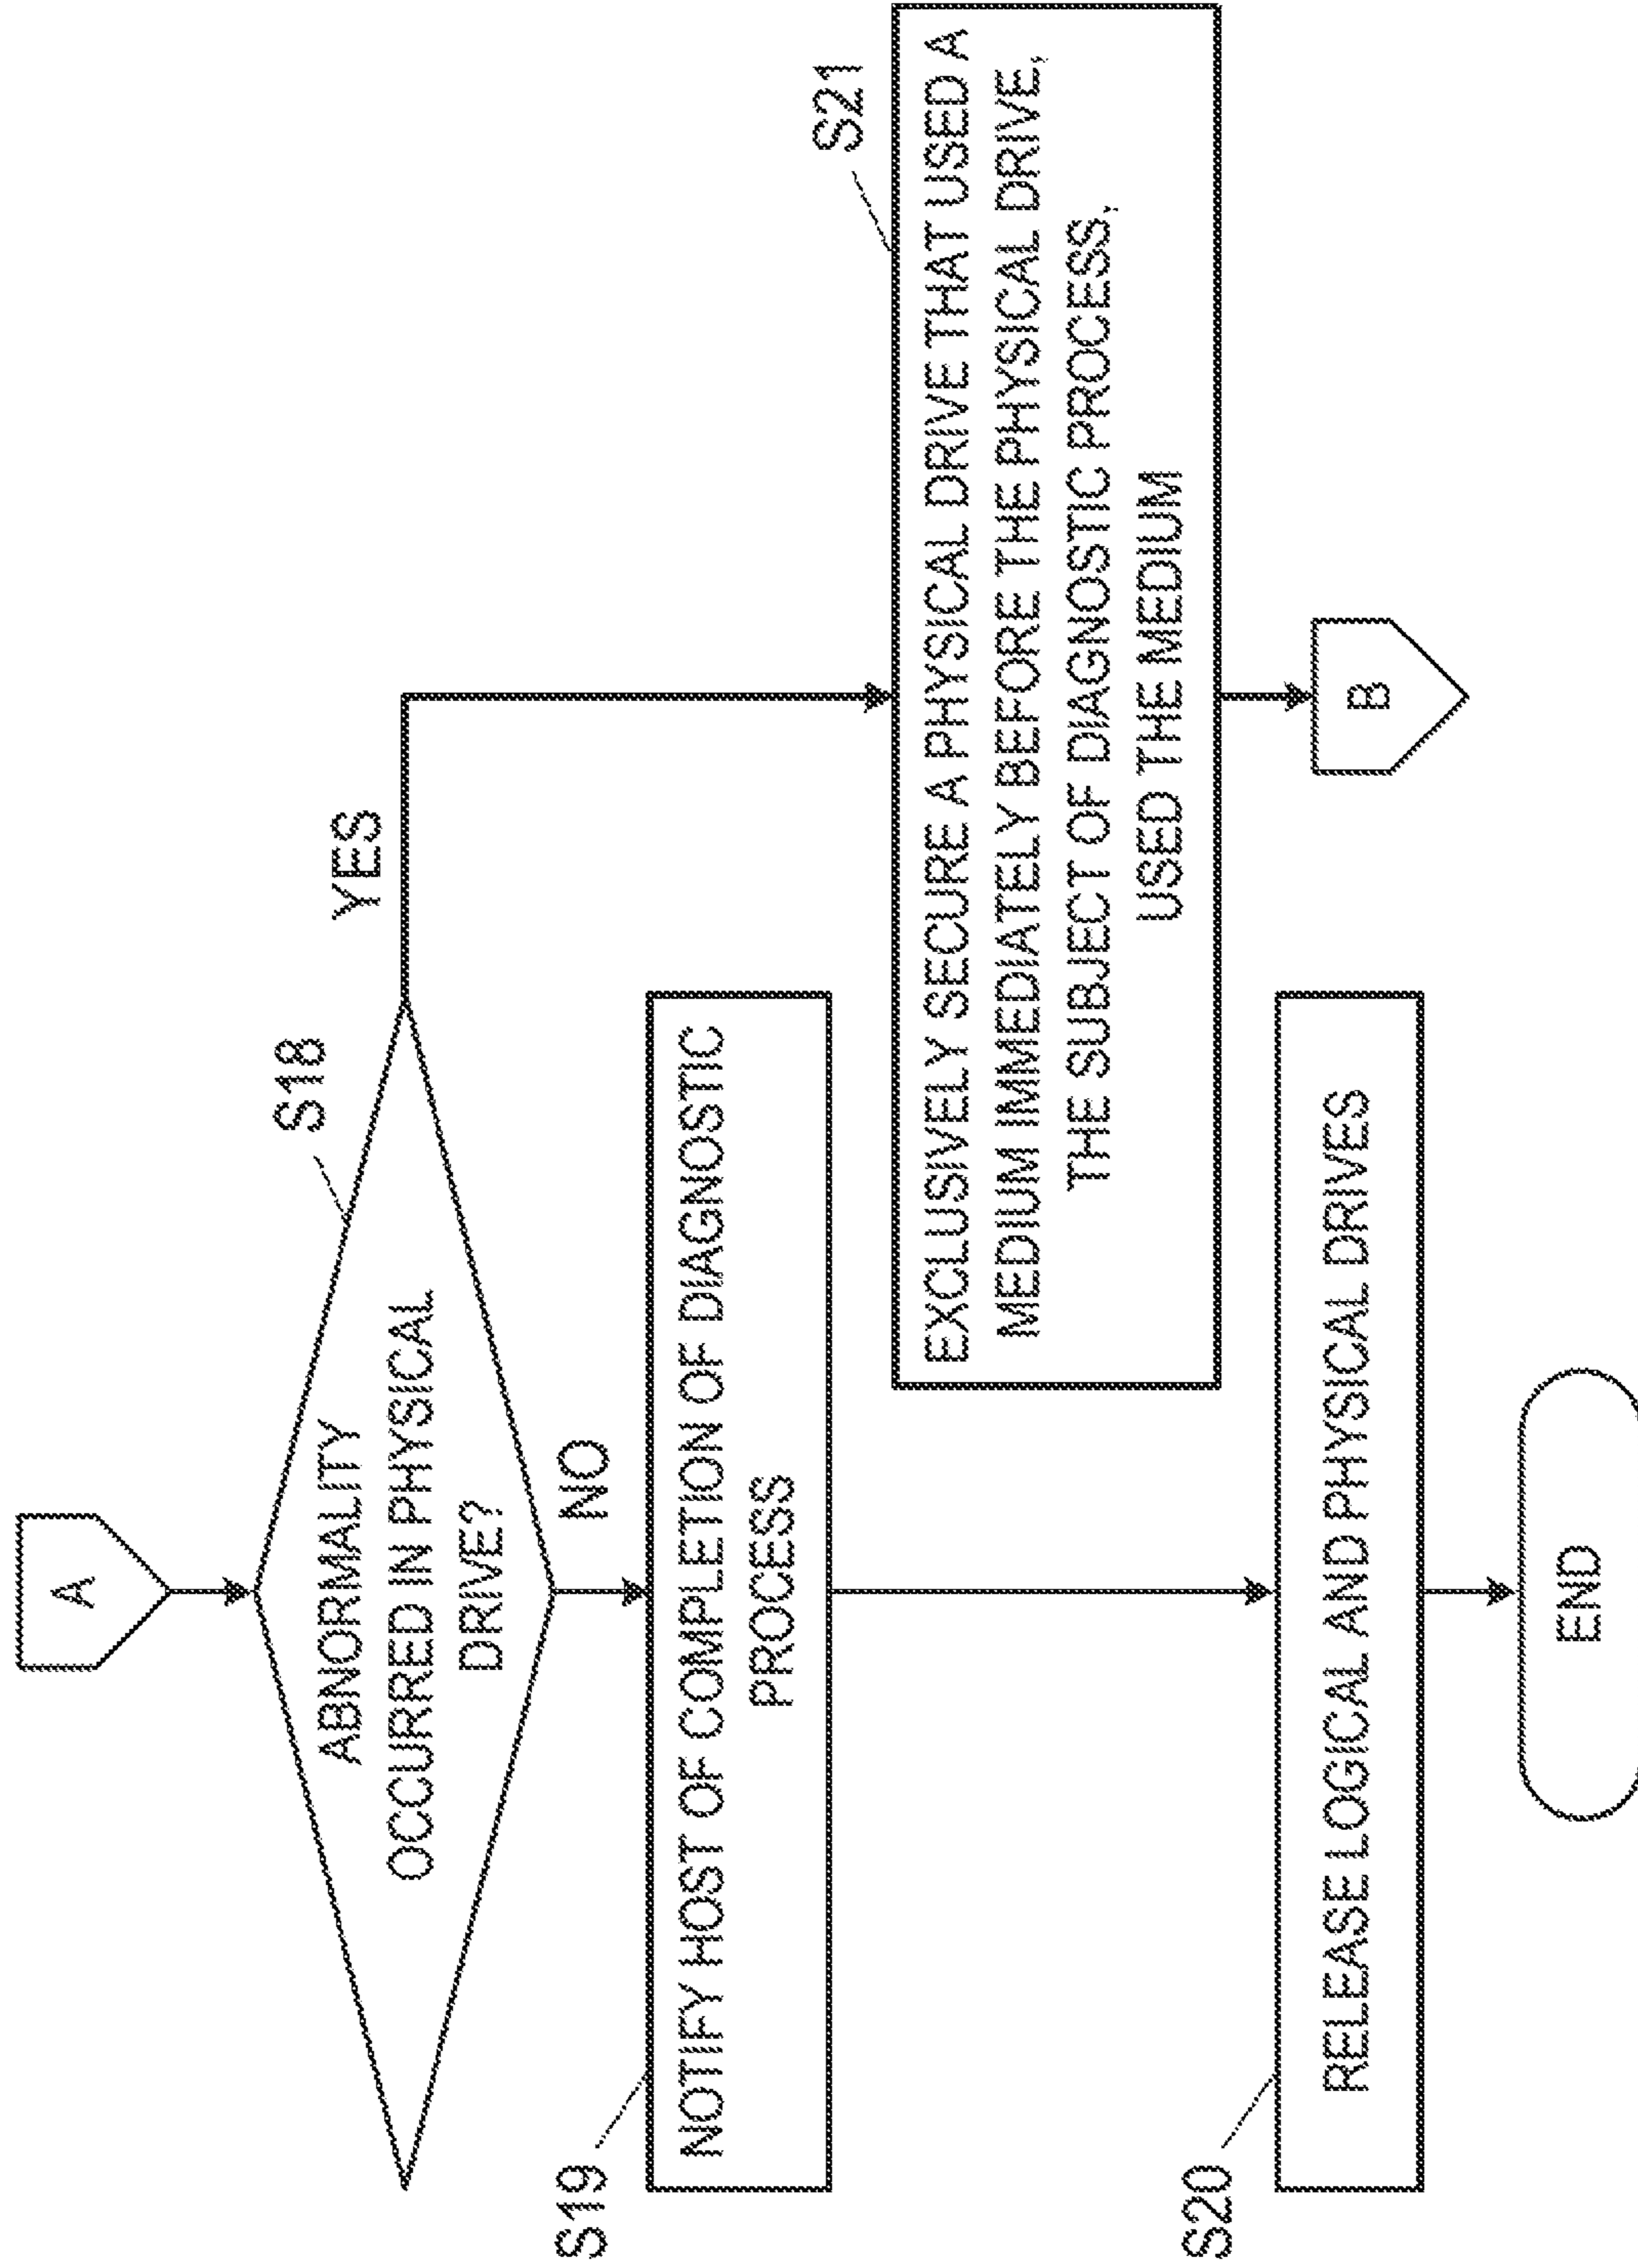 A
S18
ABNORMALITY
OCCURRED IN PHYSICAL
DRIVE?
YES
NO
S19
NOTIFY HOST OF COMPLETION OF DIAGNOSTIC
PROCESS
S21
EXCLUSIVELY SECURE A PHYSICAL DRIVE THAT USED A
MEDIUM IMMEDIATELY BEFORE THE PHYSICAL DRIVE,
THE SUBJECT OF DIAGNOSTIC PROCESS,
USED THE MEDIUM
S20
RELEASE LOGICAL AND PHYSICAL DRIVES
B
END